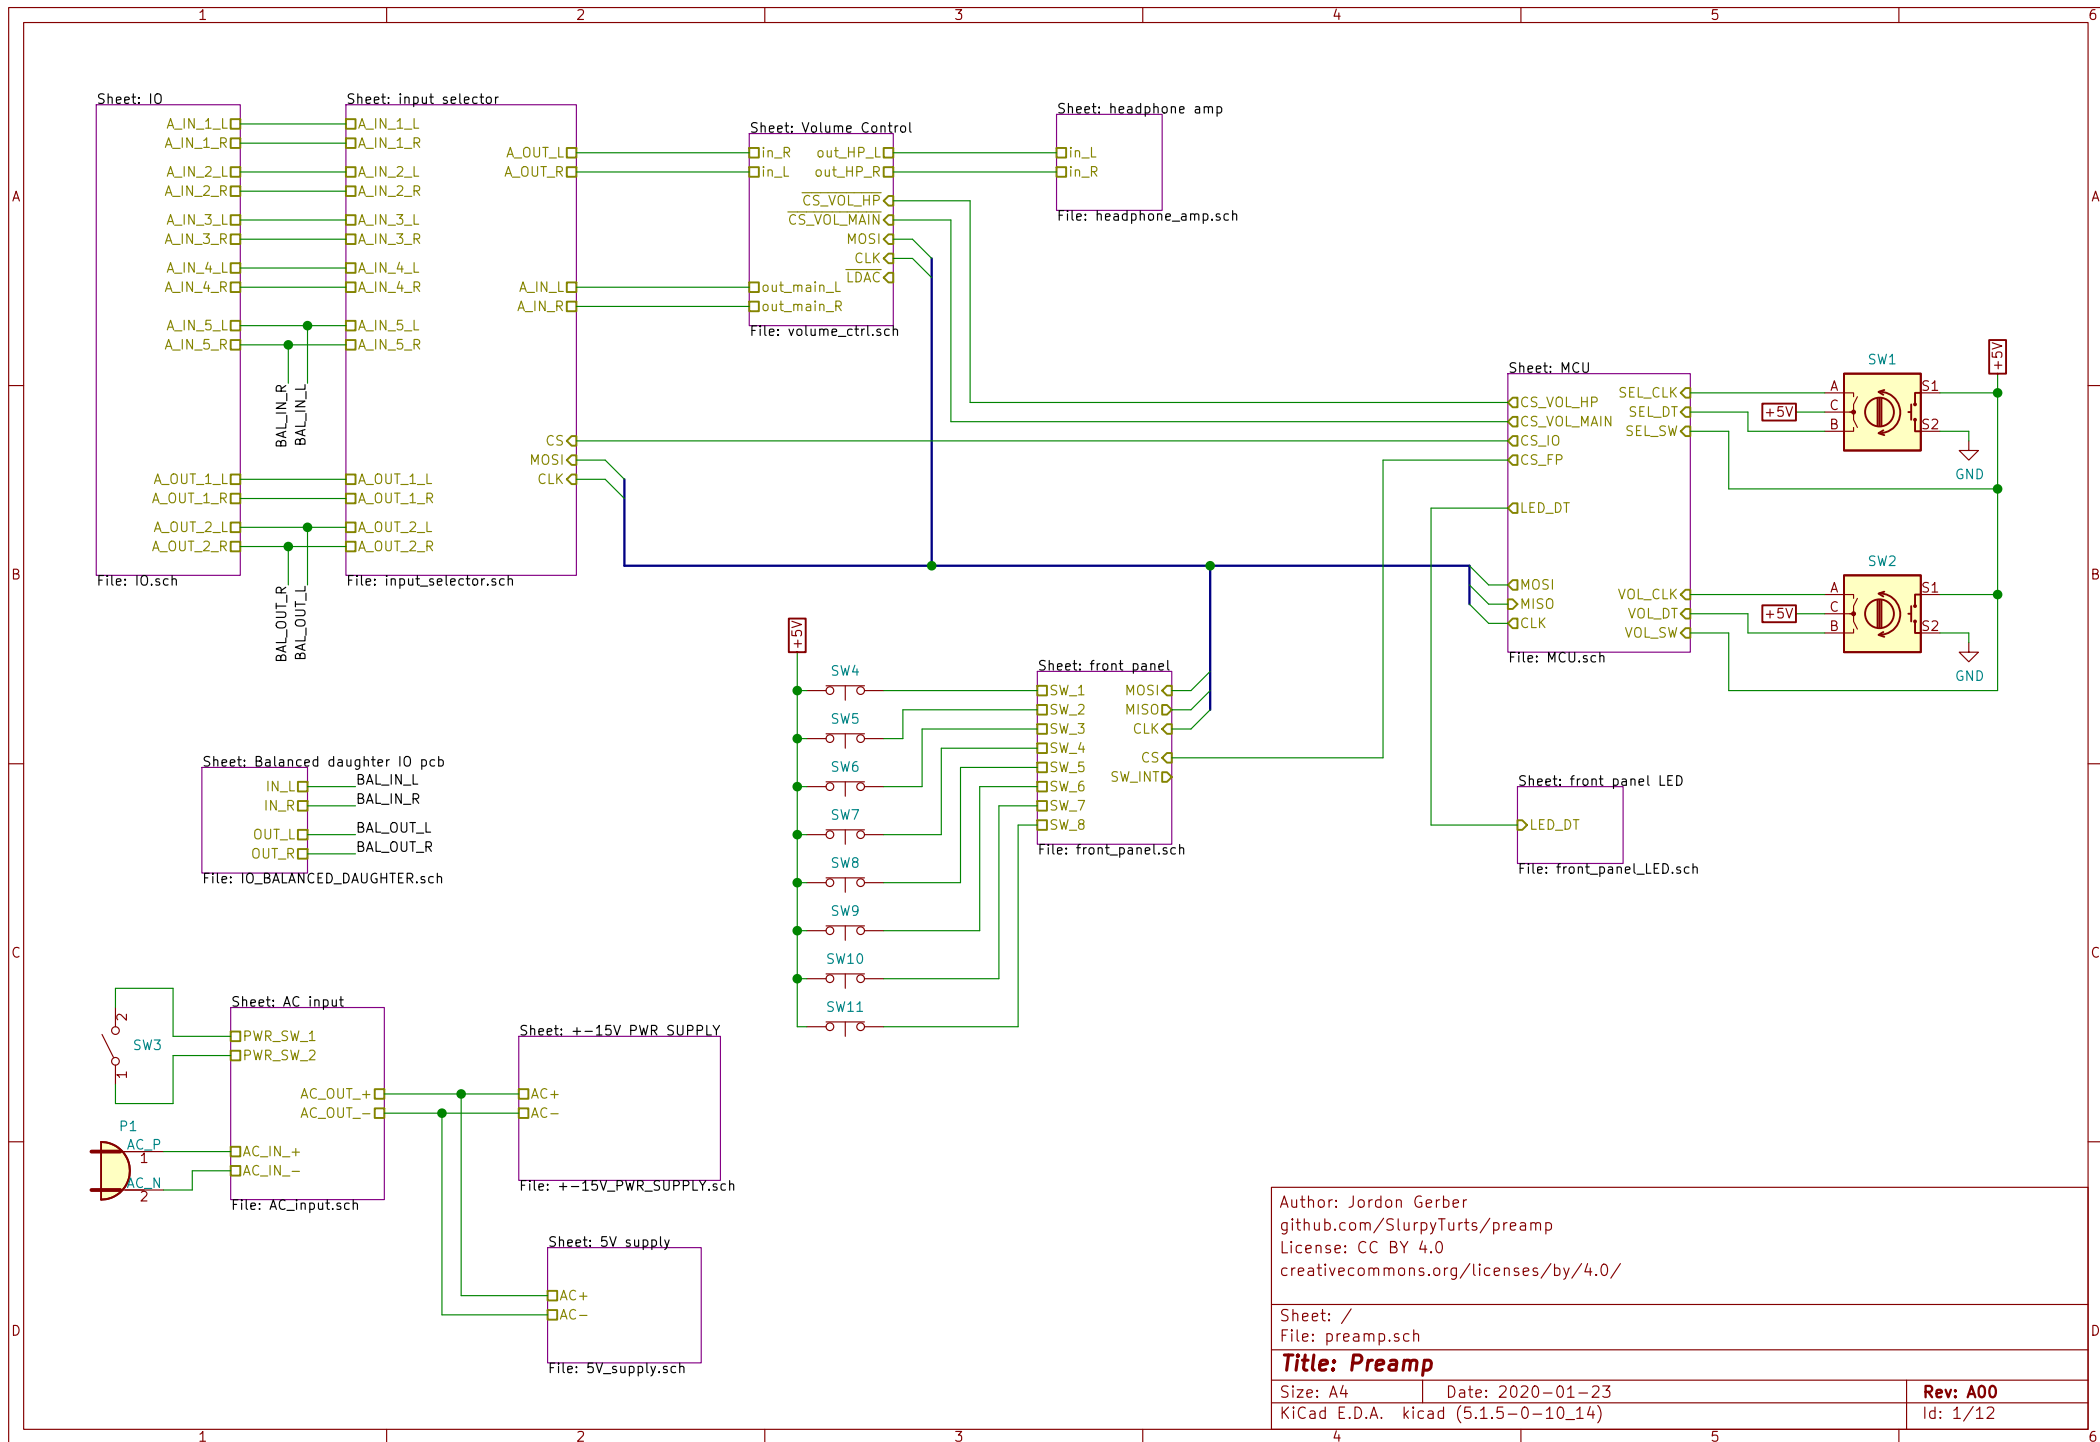 1 2 3 4 5 6
A A
B B
C C
D D
1 2 3 4 5 6
Sheet: IO
A_IN_1_L
A_IN_1_R
A_IN_2_L
A_IN_2_R
A_IN_3_L
A_IN_3_R
A_IN_4_L
A_IN_4_R
A_IN_5_L
A_IN_5_R
A_OUT_1_L
A_OUT_1_R
A_OUT_2_L
A_OUT_2_R
File: IO.sch
BAL_IN_R
BAL_IN_L
BAL_OUT_R
BAL_OUT_L
Sheet: input selector
A_IN_1_L
A_IN_1_R
A_IN_2_L
A_IN_2_R
A_IN_3_L
A_IN_3_R
A_IN_4_L
A_IN_4_R
A_IN_5_L
A_IN_5_R
A_OUT_1_L
A_OUT_1_R
A_OUT_2_L
A_OUT_2_R
A_OUT_L
A_OUT_R
A_IN_L
A_IN_R
CS
MOSI
CLK
File: input_selector.sch
Sheet: Volume Control
in_R
in_L
out_HP_L
out_HP_R
CS_VOL_HP
CS_VOL_MAIN
MOSI
CLK
LDAC
out_main_L
out_main_R
File: volume_ctrl.sch
Sheet: headphone amp
in_L
in_R
File: headphone_amp.sch
Sheet: MCU
CS_VOL_HP
CS_VOL_MAIN
CS_IO
CS_FP
LED_DT
MOSI
MISO
CLK
SEL_CLK
SEL_DT
SEL_SW
VOL_CLK
VOL_DT
VOL_SW
File: MCU.sch
SW1
A
C
B
S1
S2
+5V
+5V
GND
SW2
A
C
B
S1
S2
+5V
GND
+5V
SW4
SW5
SW6
SW7
SW8
SW9
SW10
SW11
Sheet: front panel
SW_1
SW_2
SW_3
SW_4
SW_5
SW_6
SW_7
SW_8
MOSI
MISO
CLK
CS
SW_INT
File: front_panel.sch
Sheet: front panel LED
LED_DT
File: front_panel_LED.sch
Sheet: Balanced daughter IO pcb
IN_L
IN_R
OUT_L
OUT_R
BAL_IN_L
BAL_IN_R
BAL_OUT_L
BAL_OUT_R
File: IO_BALANCED_DAUGHTER.sch
2
SW3
1
P1
AC_P
1
AC_N
2
Sheet: AC input
PWR_SW_1
PWR_SW_2
AC_OUT_+
AC_OUT_-
AC_IN_+
AC_IN_-
File: AC_input.sch
Sheet: +-15V PWR SUPPLY
AC+
AC-
File: +-15V_PWR_SUPPLY.sch
Sheet: 5V supply
AC+
AC-
File: 5V_supply.sch
Author: Jordon Gerber
github.com/SlurpyTurts/preamp
License: CC BY 4.0
creativecommons.org/licenses/by/4.0/
Sheet: /
File: preamp.sch
Title: Preamp
Size: A4 Date: 2020-01-23 Rev: A00
KiCad E.D.A. kicad (5.1.5-0-10_14) Id: 1/12